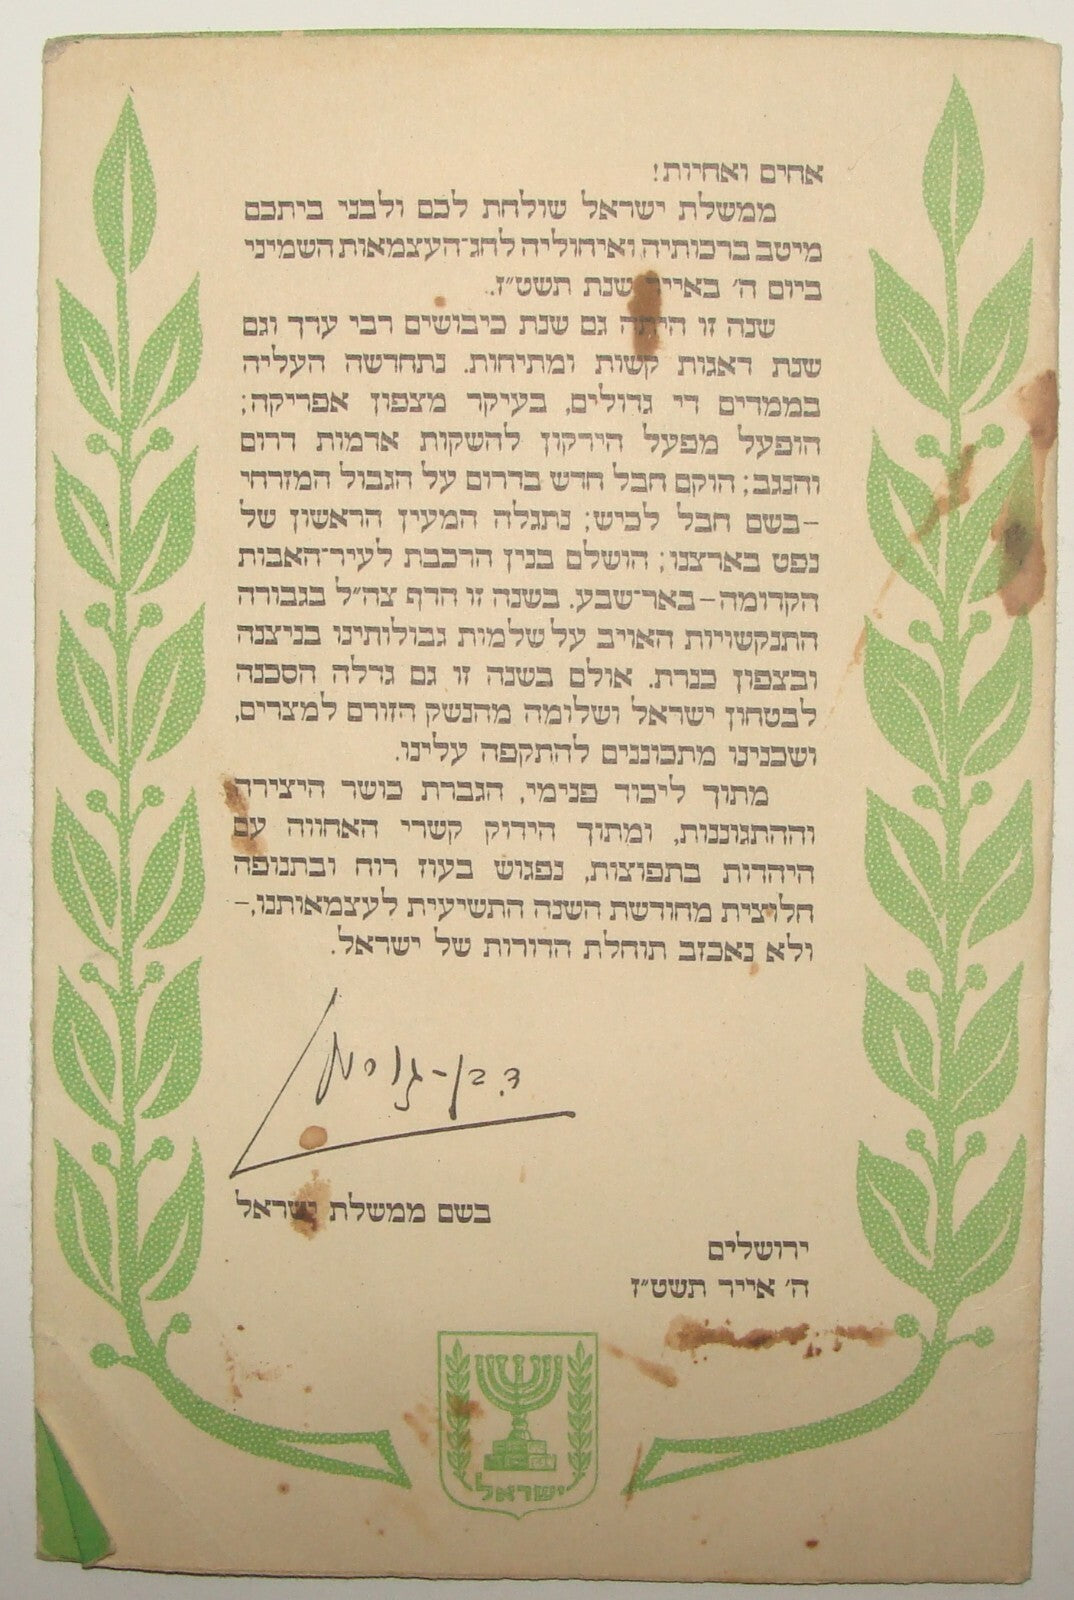 אחים ואחיות!
ממשלת ישראל שולחת לכם ולבני ביתכם
מיטב ברכותיה ואיחוליה לחג־העצמאות השמיני
ביום ה׳ באייר שנת תשט״ז.
שנה זו היתה גם שנת כיבושים רבי ערך וגם
שנת דאגות קשות ומתיחות. נתחדשה העליה
בממדים די גדולים, בעיקר מצפון אפריקה;
הופעל מפעל הירקון להשקות אדמות דרום
והנגב; הוקם חבל חדש בדרום על הגבול המזרחי
–בשם חבל לכיש; נתגלה המעין הראשון של
נפט בארצנו; הושלם בנין הרכבת לעיר־האבות
הקדומה–באר־שבע. בשנה זו הדף צה״ל בגבורה
התנקשויות האויב על שלמות גבולותינו בניצנה
ובצפון כנרת. אולם בשנה זו גם גדלה הסכנה
לבטחון ישראל ושלומה מהנשק הזורם למצרים,
ושכנינו מתכוננים להתקפה עלינו.
מתוך ליכוד פנימי, הגברת כושר היצירה
וההתגוננות, ומתוך הידוק קשרי האחווה עם
היהדות בתפוצות, נפגוש בעוז רוח ובתנופה
חליצית מחודשת השנה התשיעית לעצמאותנו,–
ולא נאכזב תוחלת הדורות של ישראל.
ד. בן-גוריון
בשם ממשלת ישראל
ירושלים
ה׳ אייר תשט״ז
ישראל